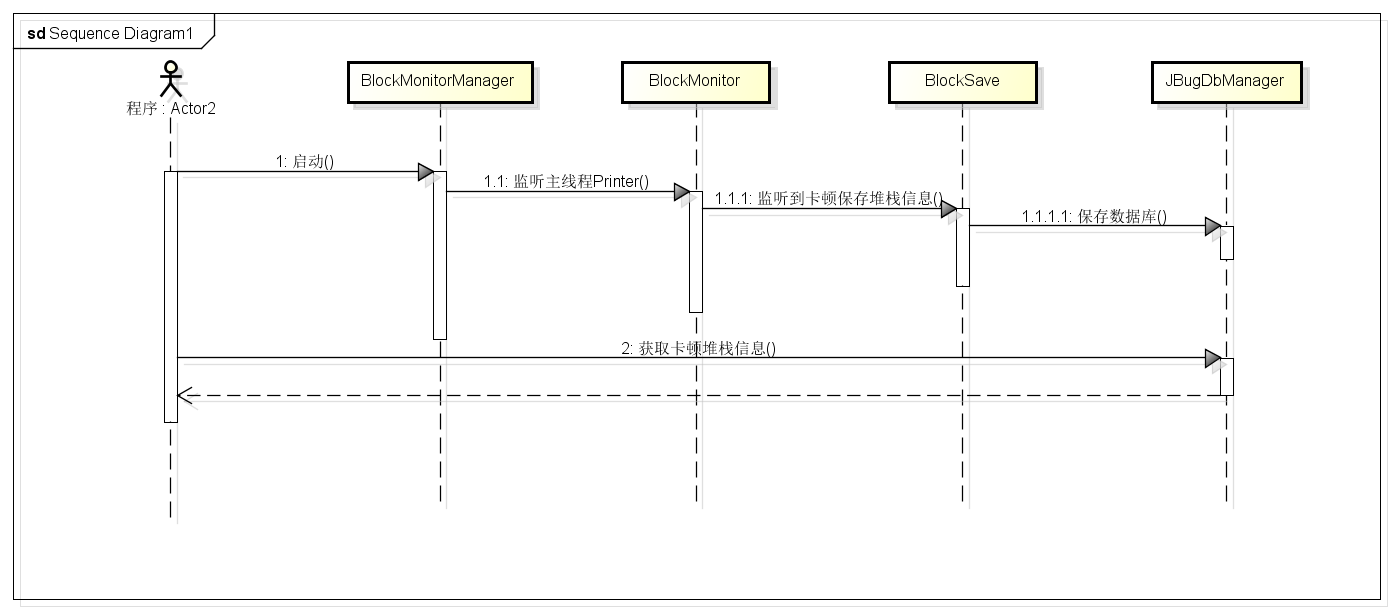 sd Sequence Diagram1
程序 : Actor2
BlockMonitorManager
BlockMonitor
BlockSave
JBugDbManager
1: 启动()
1.1: 监听主线程Printer()
1.1.1: 监听到卡顿保存堆栈信息()
1.1.1.1: 保存数据库()
2: 获取卡顿堆栈信息()